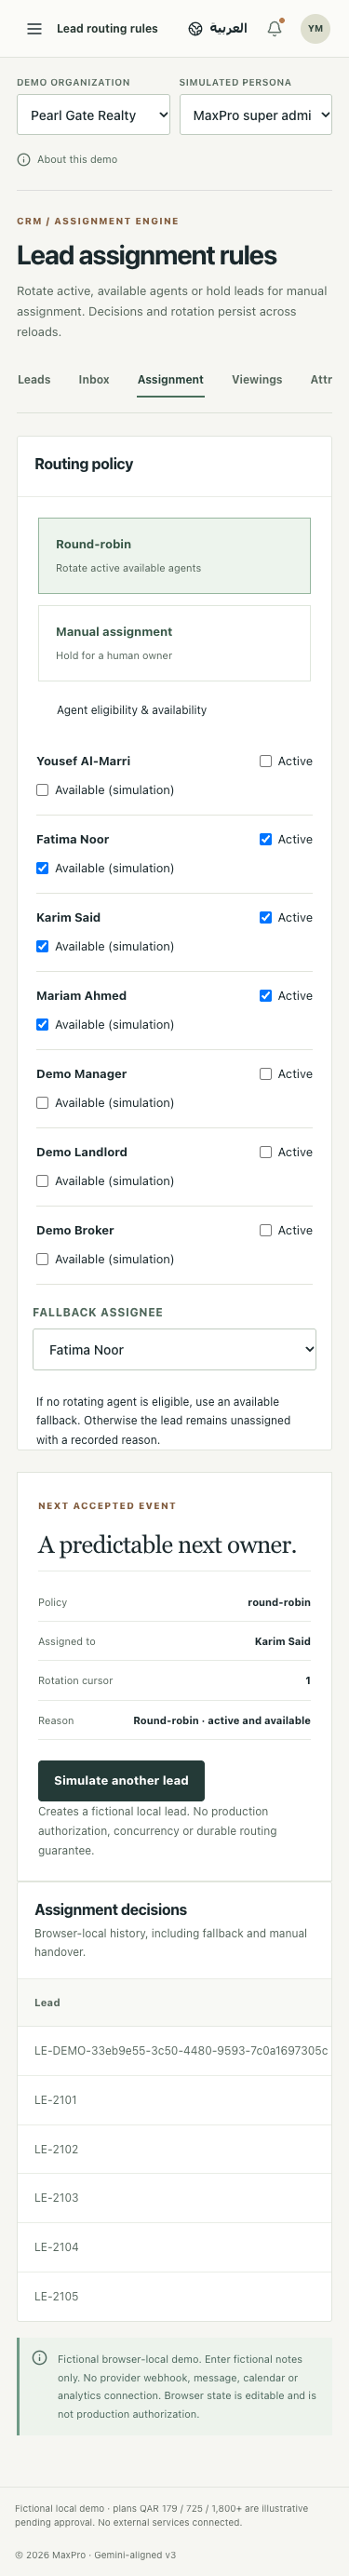 Lead routing rules
العربية
YM
DEMO ORGANIZATION
SIMULATED PERSONA
Pearl Gate Realty
MaxPro super admi
About this demo
CRM / ASSIGNMENT ENGINE
Lead assignment rules
Rotate active, available agents or hold leads for manual
assignment. Decisions and rotation persist across
reloads.
Leads Inbox Assignment Viewings Attr
Routing policy
Round-robin
Rotate active available agents
Manual assignment
Hold for a human owner
Agent eligibility & availability
Yousef Al-Marri Active
Available (simulation)
Fatima Noor Active
Available (simulation)
Karim Said Active
Available (simulation)
Mariam Ahmed Active
Available (simulation)
Demo Manager Active
Available (simulation)
Demo Landlord Active
Available (simulation)
Demo Broker Active
Available (simulation)
FALLBACK ASSIGNEE
Fatima Noor
If no rotating agent is eligible, use an available
fallback. Otherwise the lead remains unassigned
with a recorded reason.
NEXT ACCEPTED EVENT
A predictable next owner.
Policy round-robin
Assigned to Karim Said
Rotation cursor 1
Reason Round-robin · active and available
Simulate another lead
Creates a fictional local lead. No production
authorization, concurrency or durable routing
guarantee.
Assignment decisions
Browser-local history, including fallback and manual
handover.
Lead
LE-DEMO-33eb9e55-3c50-4480-9593-7c0a1697305c
LE-2101
LE-2102
LE-2103
LE-2104
LE-2105
Fictional browser-local demo. Enter fictional notes
only. No provider webhook, message, calendar or
analytics connection. Browser state is editable and is
not production authorization.
Fictional local demo · plans QAR 179 / 725 / 1,800+ are illustrative
pending approval. No external services connected.
© 2026 MaxPro · Gemini-aligned v3